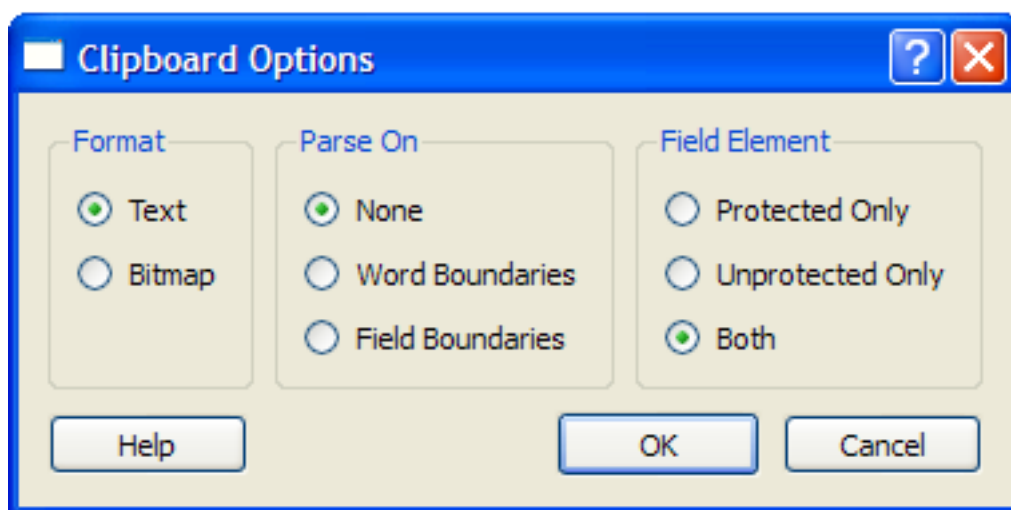 Clipboard Options
?
Format
Text
Bitmap
Parse On
None
Word Boundaries
Field Boundaries
Field Element
Protected Only
Unprotected Only
Both
Help
OK
Cancel